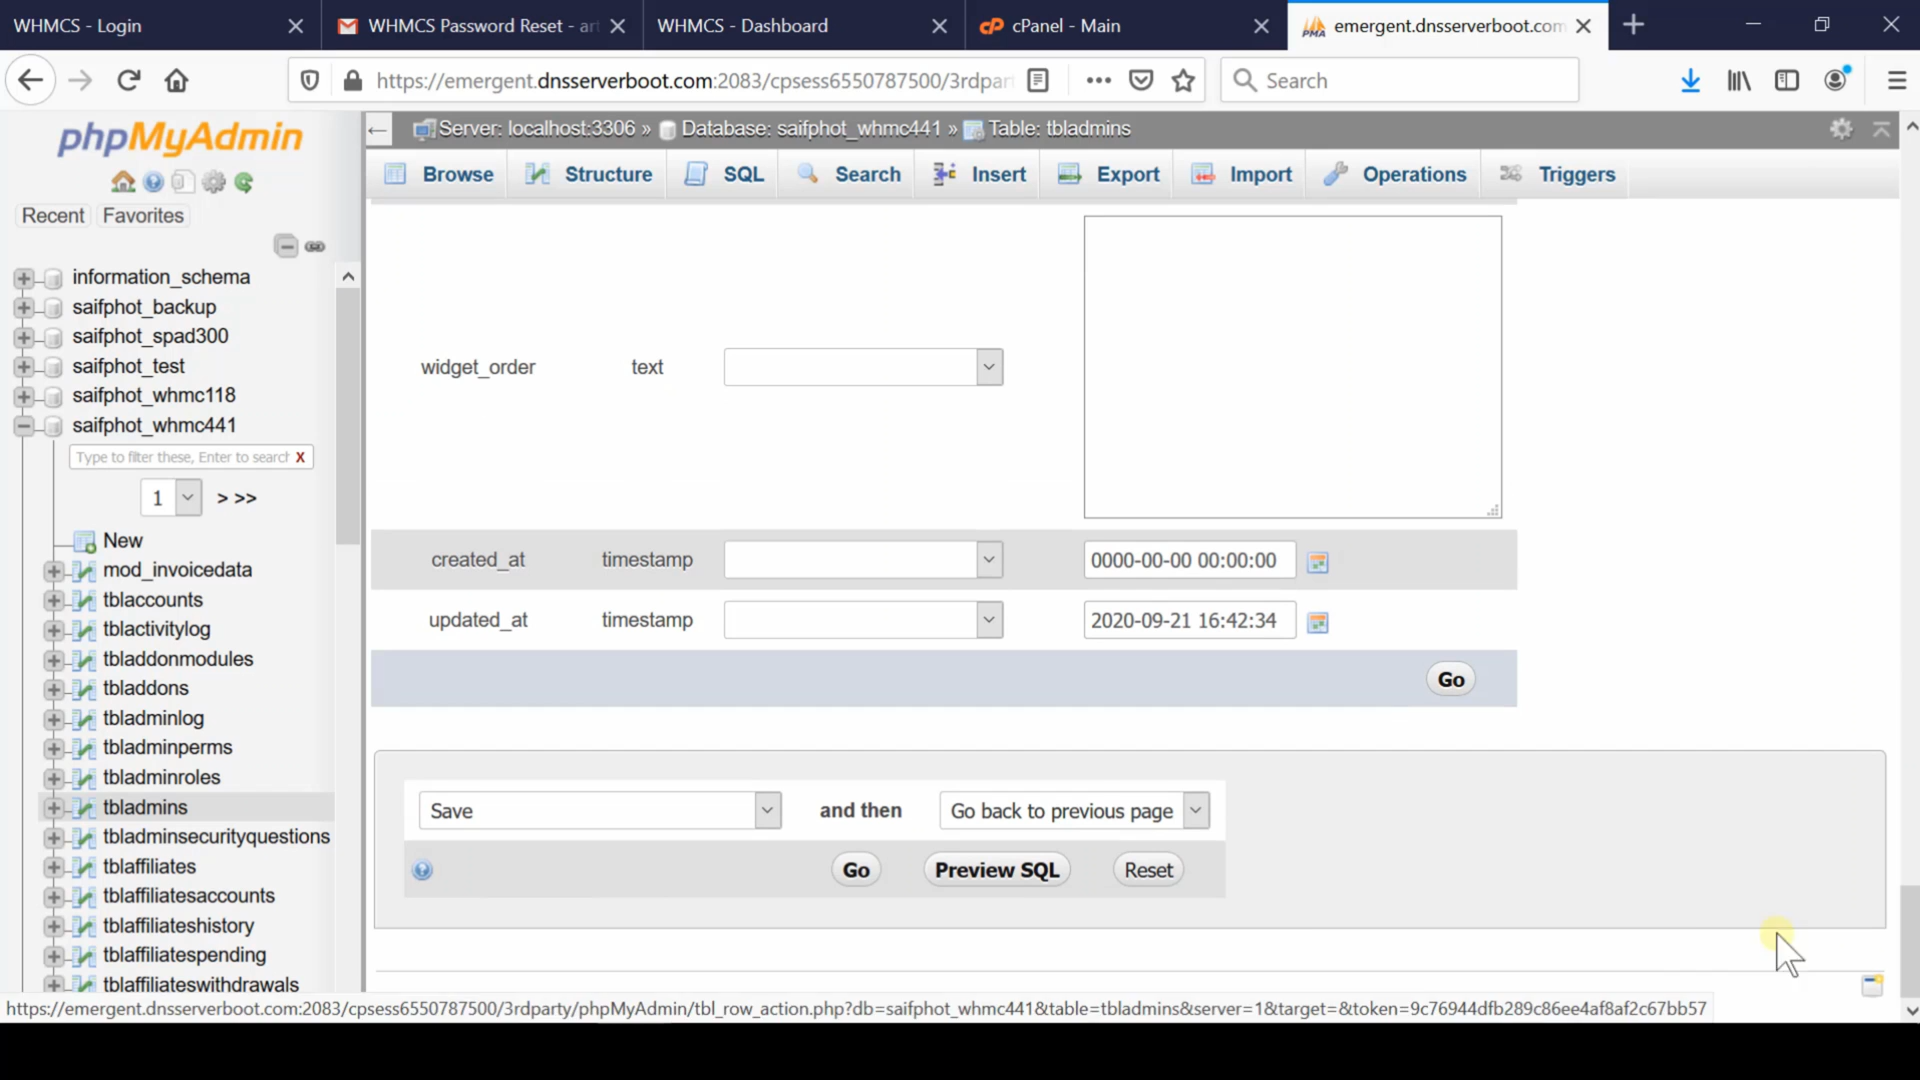 WHMCS - Login
WHMCS Password Reset - art
WHMCS - Dashboard
cP cPanel - Main
PMA emergent.dnsserverboot.com
https://emergent.dnsserverboot.com:2083/cpsess6550787500/3rdpart
Search
phpMyAdmin
Recent Favorites
information_schema
saifphot_backup
saifphot_spad300
saifphot_test
saifphot_whmc118
saifphot_whmc441
Type to filter these, Enter to search X
1 > >>
New
mod_invoicedata
tblaccounts
tblactivitylog
tbladdonmodules
tbladdons
tbladminlog
tbladminperms
tbladminroles
tbladmins
tbladminsecurityquestions
tblaffiliates
tblaffiliatesaccounts
tblaffiliateshistory
tblaffiliatespending
tblaffiliateswithdrawals
Server: localhost:3306 » Database: saifphot_whmc441 » Table: tbladmins
Browse Structure SQL Search Insert Export Import Operations Triggers
widget_order text
created_at timestamp 0000-00-00 00:00:00
updated_at timestamp 2020-09-21 16:42:34
Go
Save and then Go back to previous page
Go Preview SQL Reset
https://emergent.dnsserverboot.com:2083/cpsess6550787500/3rdparty/phpMyAdmin/tbl_row_action.php?db=saifphot_whmc441&table=tbladmins&server=1&target=&token=9c76944dfb289c86ee4af8af2c67bb57